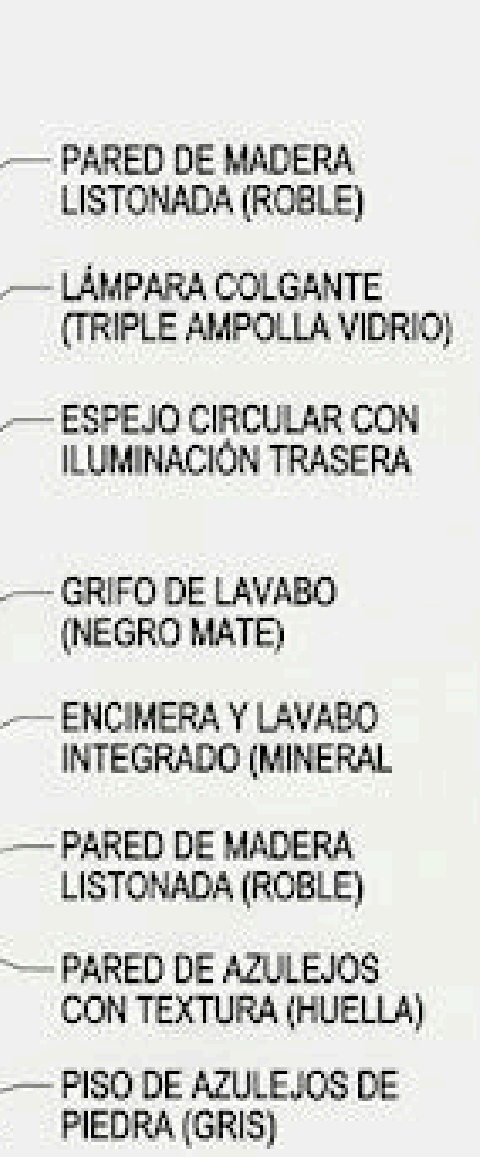 PARED DE MADERA
LISTONADA (ROBLE)
LÁMPARA COLGANTE
(TRIPLE AMPOLLA VIDRIO)
ESPEJO CIRCULAR CON
ILUMINACIÓN TRASERA
GRIFO DE LAVABO
(NEGRO MATE)
ENCIMERA Y LAVABO
INTEGRADO (MINERAL
PARED DE MADERA
LISTONADA (ROBLE)
PARED DE AZULEJOS
CON TEXTURA (HUELLA)
PISO DE AZULEJOS DE
PIEDRA (GRIS)